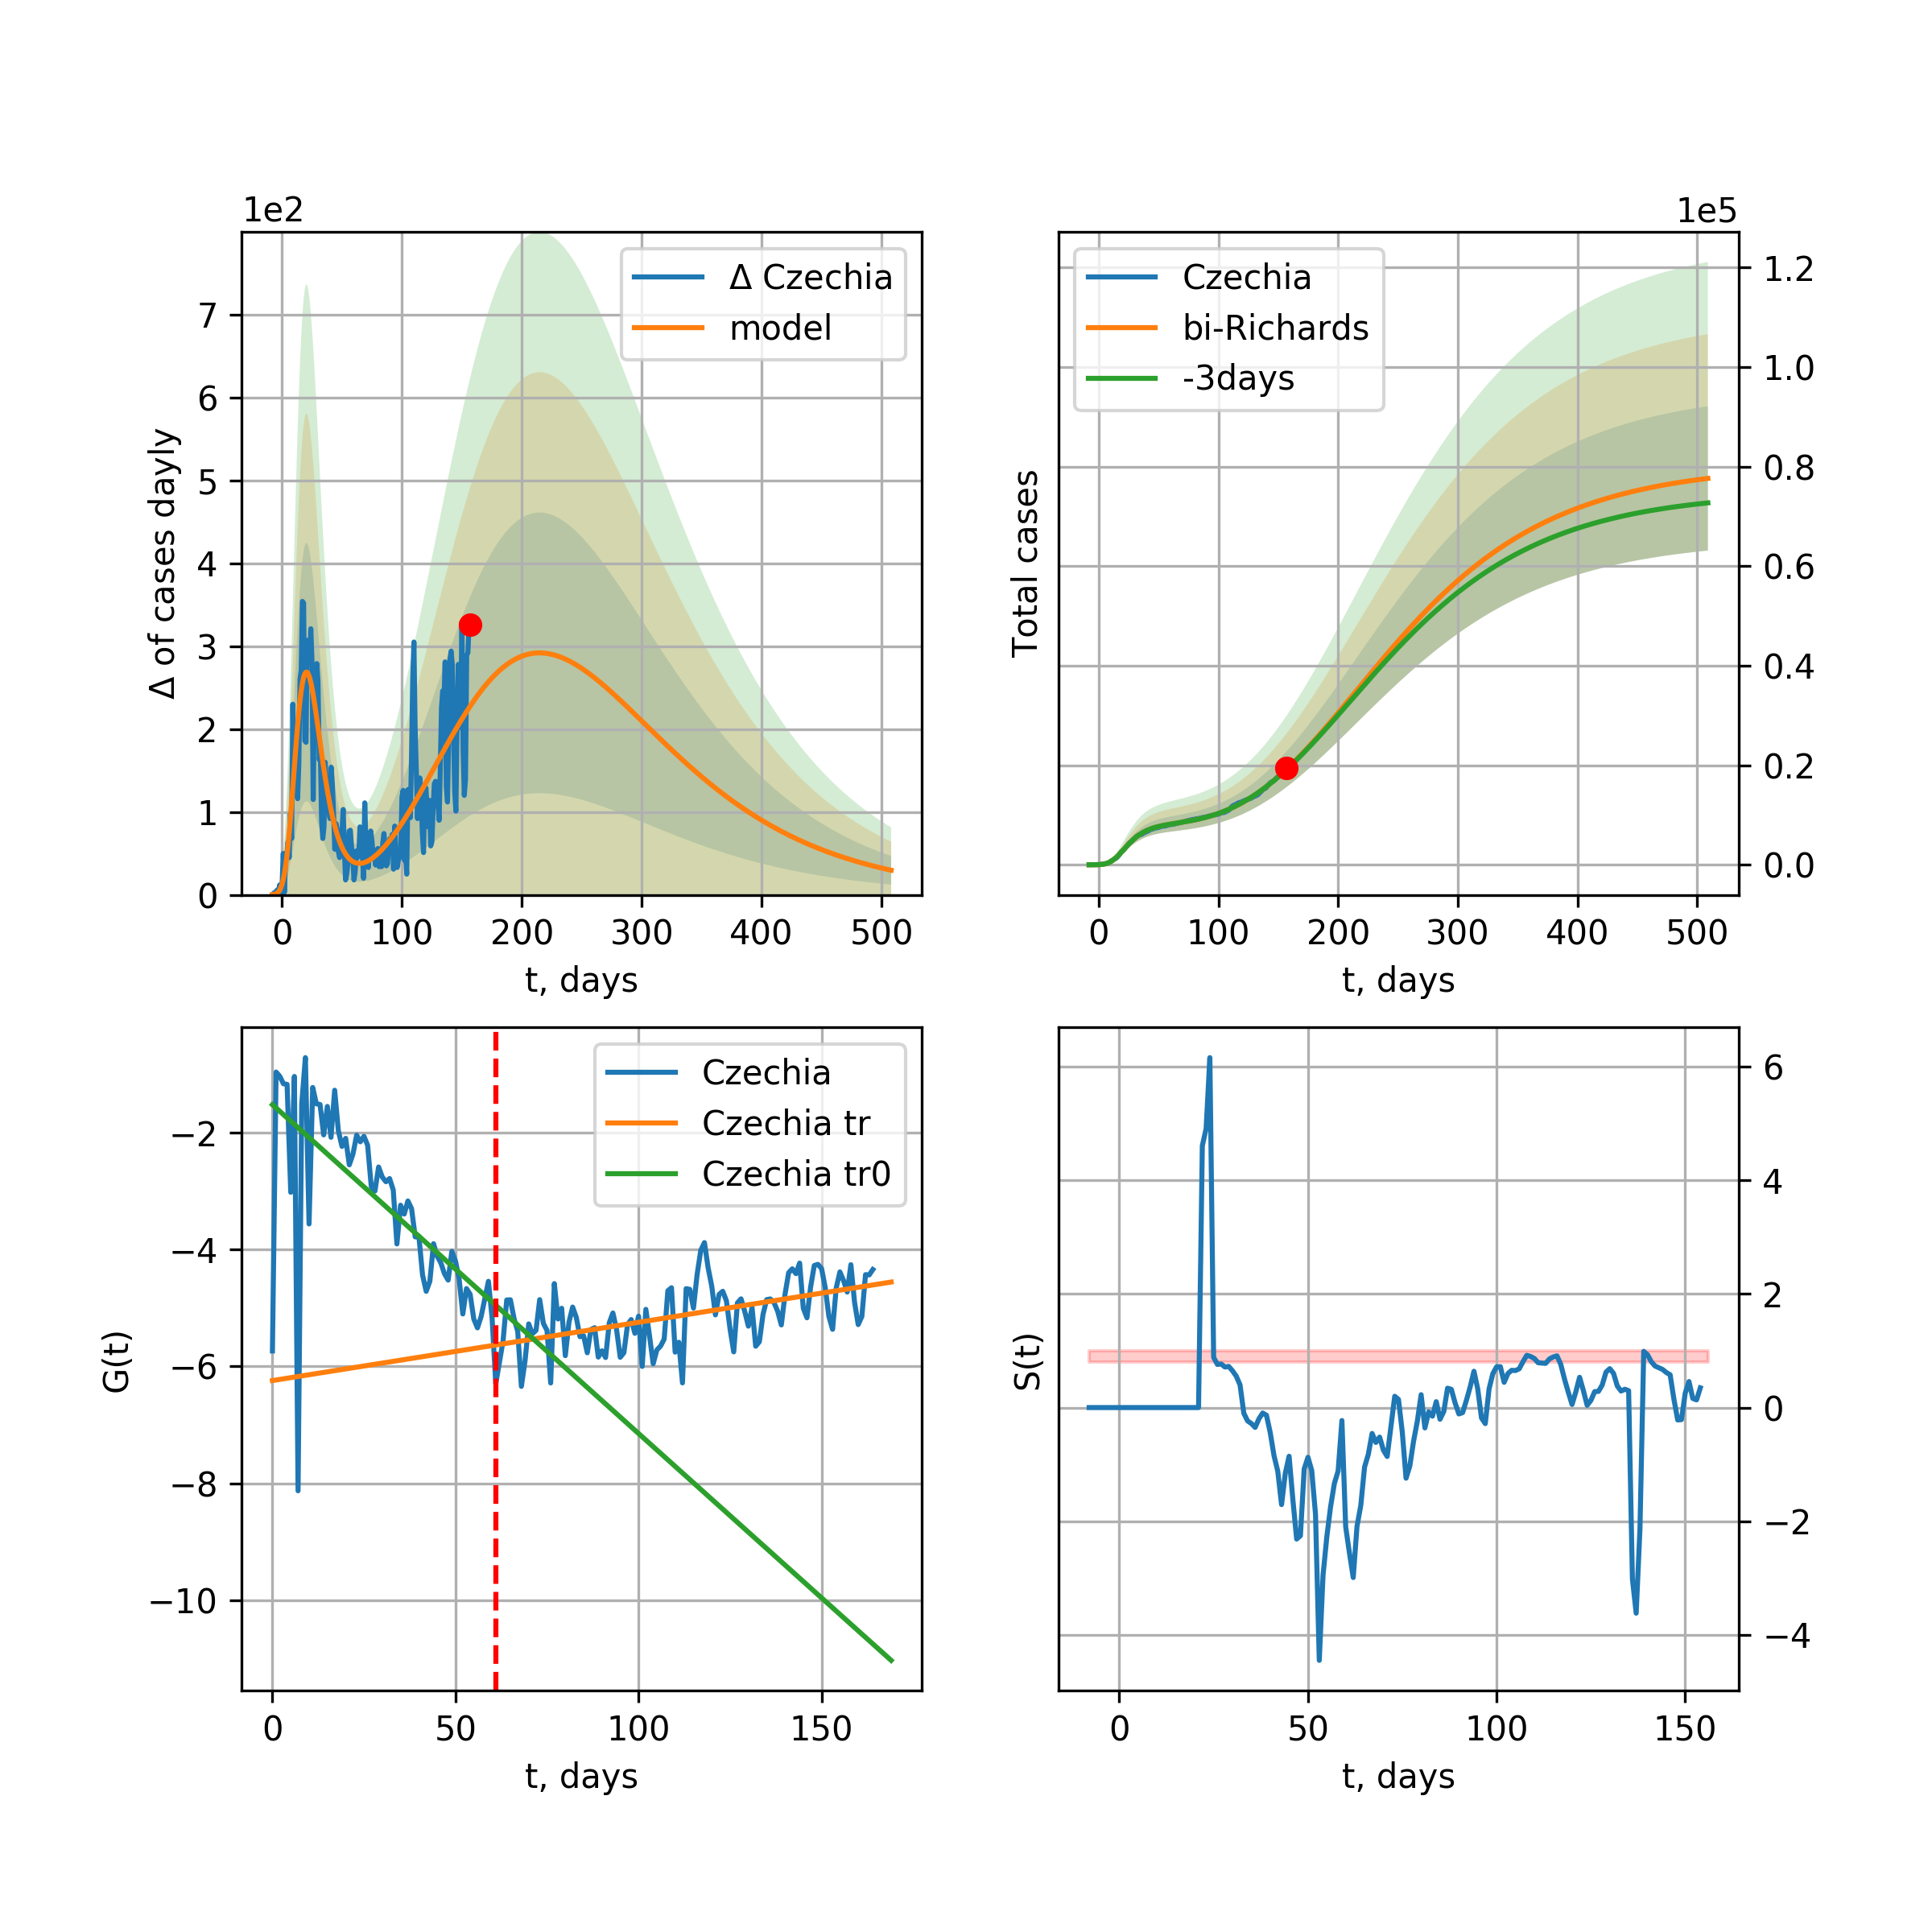 1e2
Δ of cases dayly
7
6
5
4
3
2
1
0
0 100 200 300 400 500
t, days
Δ Czechia
model
1e5
Total cases
1.2
1.0
0.8
0.6
0.4
0.2
0.0
0 100 200 300 400 500
t, days
Czechia
bi-Richards
-3days
G(t)
−2
−4
−6
−8
−10
0 50 100 150
t, days
Czechia
Czechia tr
Czechia tr0
S(t)
6
4
2
0
−2
−4
0 50 100 150
t, days